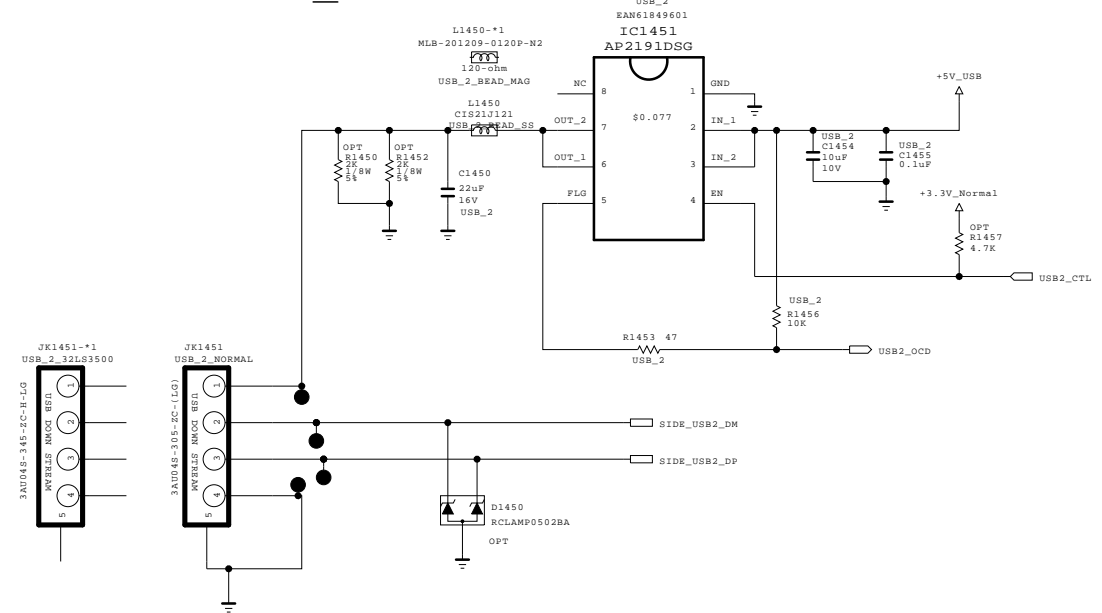 USB_2
EAN61849601
IC1451
AP2191DSG
L1450-*1
MLB-201209-0120P-N2
120-ohm
USB_2_BEAD_MAG
L1450
CIS21J121
USB_2_BEAD_SS
NC
8
OUT_2
7
OUT_1
6
FLG
5
$0.077
1
GND
2
IN_1
3
IN_2
4
EN
+5V_USB
OPT
R1450
2K
1/8W
5%
OPT
R1452
2K
1/8W
5%
C1450
22uF
16V
USB_2
USB_2
C1454
10uF
10V
USB_2
C1455
0.1uF
+3.3V_Normal
OPT
R1457
4.7K
USB2_CTL
USB_2
R1456
10K
R1453 47
USB_2
USB2_OCD
JK1451-*1
USB_2_32LS3500
3AU04S-345-ZC-H-LG
USB DOWN STREAM
1
2
3
4
5
JK1451
USB_2_NORMAL
3AU04S-305-ZC-(LG)
USB DOWN STREAM
1
2
3
4
5
SIDE_USB2_DM
SIDE_USB2_DP
D1450
RCLAMP0502BA
OPT